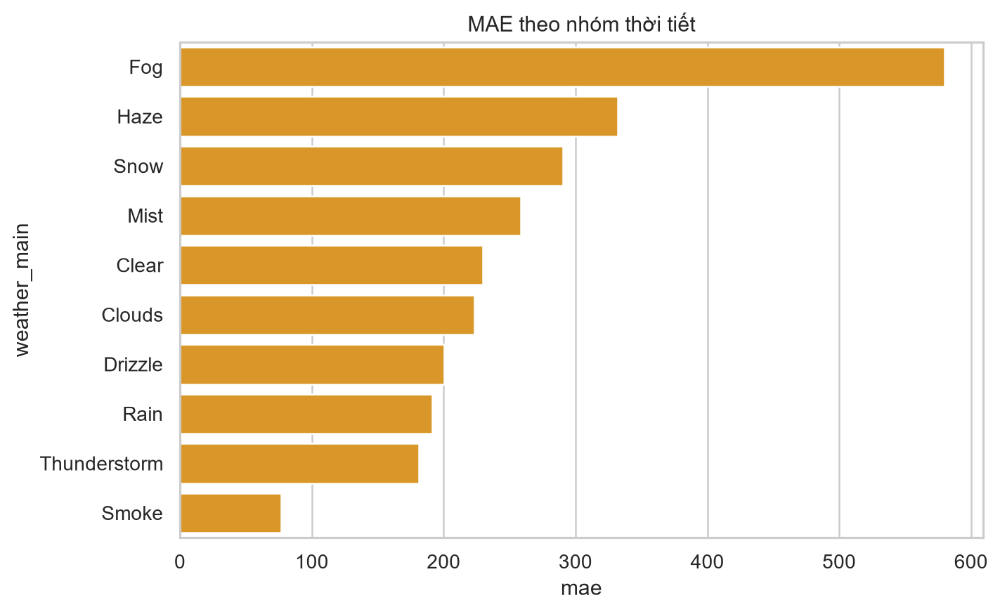 MAE theo nhóm thời tiết
weather_main
Fog
Haze
Snow
Mist
Clear
Clouds
Drizzle
Rain
Thunderstorm
Smoke
0 100 200 300 400 500 600
mae